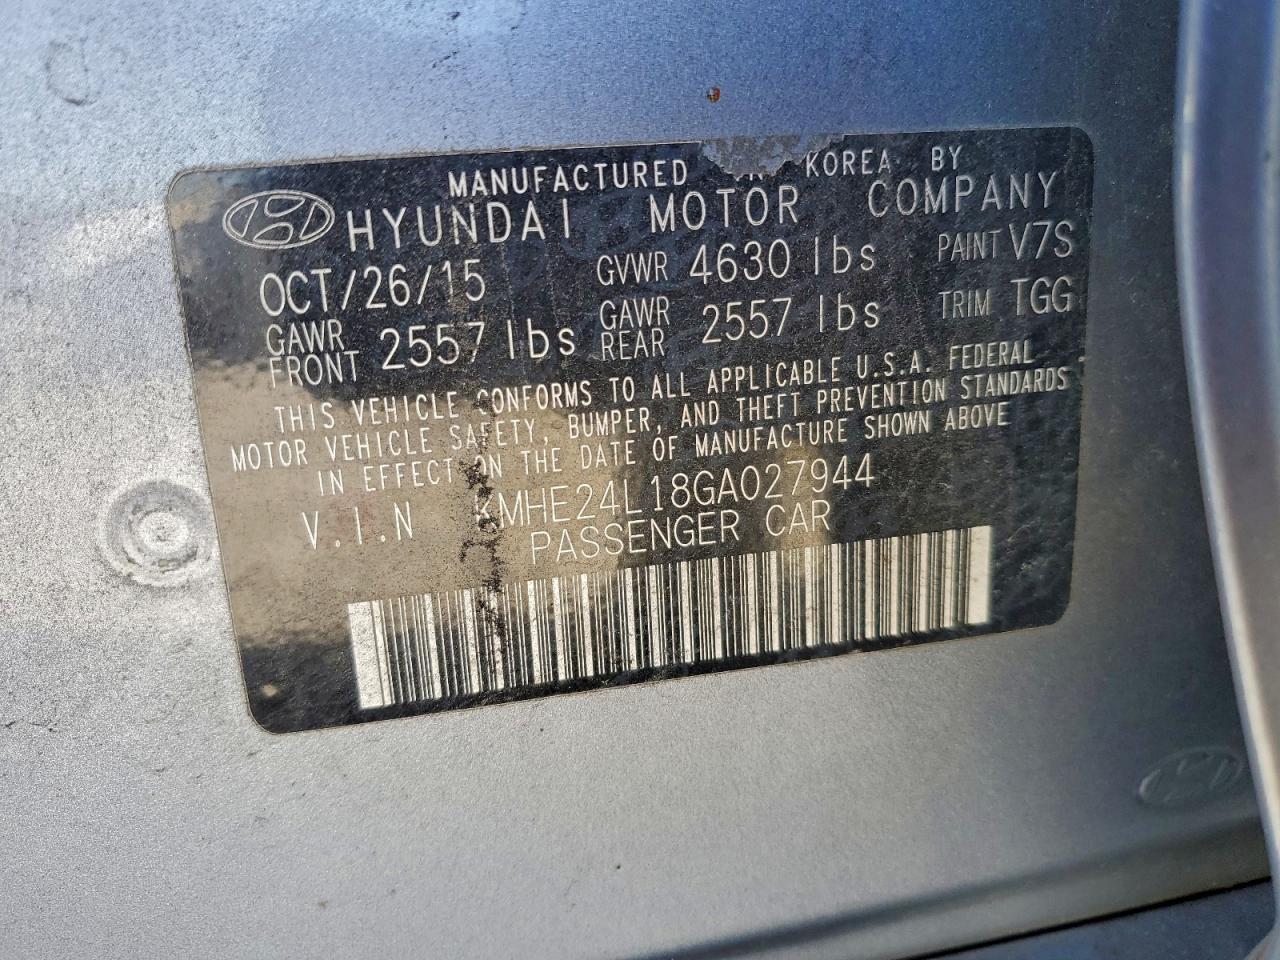 MANUFACTURED IN KOREA BY
HYUNDAI MOTOR COMPANY
OCT/26/15 GVWR 4630 lbs PAINT V7S
GAWR FRONT 2557 lbs GAWR REAR 2557 lbs TRIM TGG
THIS VEHICLE CONFORMS TO ALL APPLICABLE U.S.A. FEDERAL
MOTOR VEHICLE SAFETY, BUMPER, AND THEFT PREVENTION STANDARDS
IN EFFECT ON THE DATE OF MANUFACTURE SHOWN ABOVE
V.I.N KMHE24L18GA027944
PASSENGER CAR